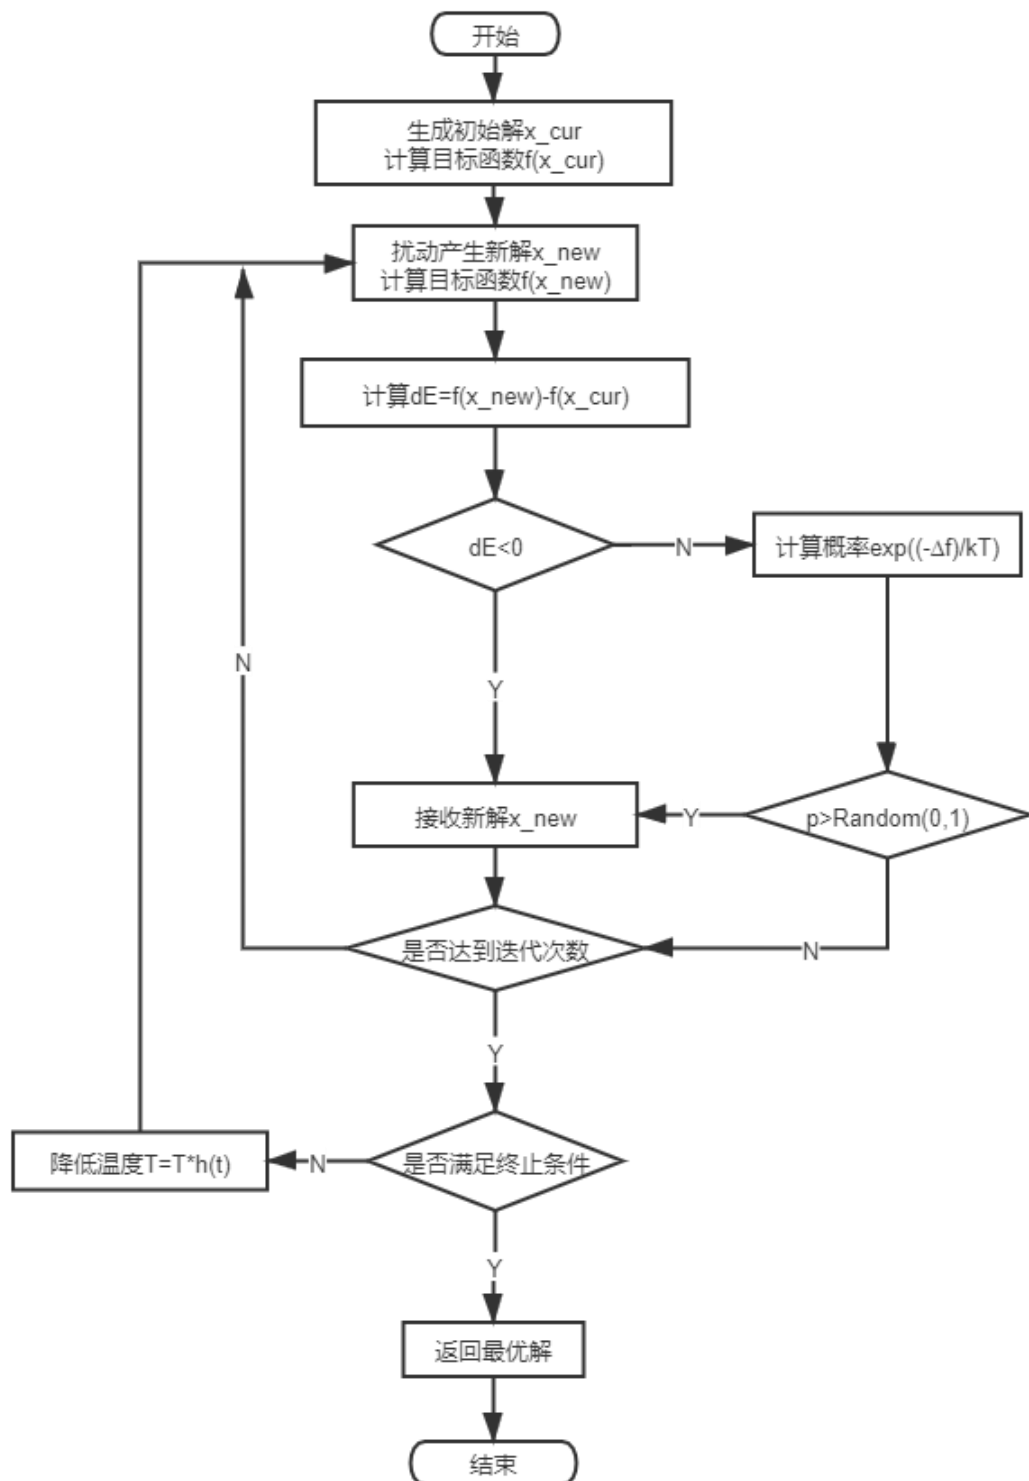 开始
生成初始解x_cur
计算目标函数f(x_cur)
扰动产生新解x_new
计算目标函数f(x_new)
计算dE=f(x_new)-f(x_cur)
dE<0
N
计算概率exp((-Δf)/kT)
N
Y
接收新解x_new
Y
p>Random(0,1)
是否达到迭代次数
N
Y
降低温度T=T*h(t)
N
是否满足终止条件
Y
返回最优解
结束